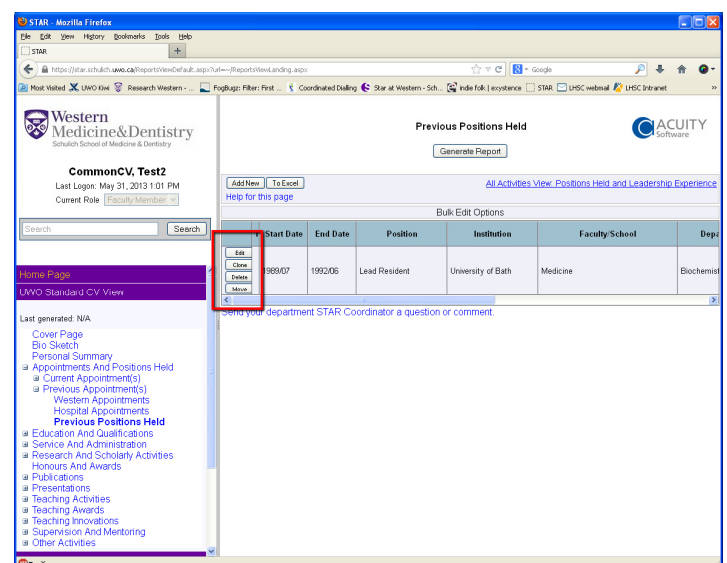 STAR - Mozilla Firefox
File Edit View History Bookmarks Tools Help
STAR
https://star.schulich.uwo.ca/ReportsViewDefault.aspx?url=~/ReportsViewLanding.aspx
Google
Most Visited UWO Kiwi Research Western - ... FogBugz: Filter: First ... Coordinated Dialling Star at Western - Sch... indie folk | exystence STAR LHSC webmail LHSC Intranet »
Western
Medicine&Dentistry
Schulich School of Medicine & Dentistry
Previous Positions Held
ACUITY
Software
Generate Report
CommonCV, Test2
Last Logon: May 31, 2013 1:01 PM
Current Role Faculty Member
Add New To Excel
All Activities View: Positions Held and Leadership Experience
Help for this page
Bulk Edit Options
Search Search
Start Date End Date Position Institution Faculty/School Depa
Edit
Clone
Delete
Move
1989/07 1992/06 Lead Resident University of Bath Medicine Biochemist
Send your department STAR Coordinator a question or comment.
Home Page
UWO Standard CV View
Last generated: N/A
Cover Page
Bio Sketch
Personal Summary
Appointments And Positions Held
Current Appointment(s)
Previous Appointment(s)
Western Appointments
Hospital Appointments
Previous Positions Held
Education And Qualifications
Service And Administration
Research And Scholarly Activities
Honours And Awards
Publications
Presentations
Teaching Activities
Teaching Awards
Teaching Innovations
Supervision And Mentoring
Other Activities